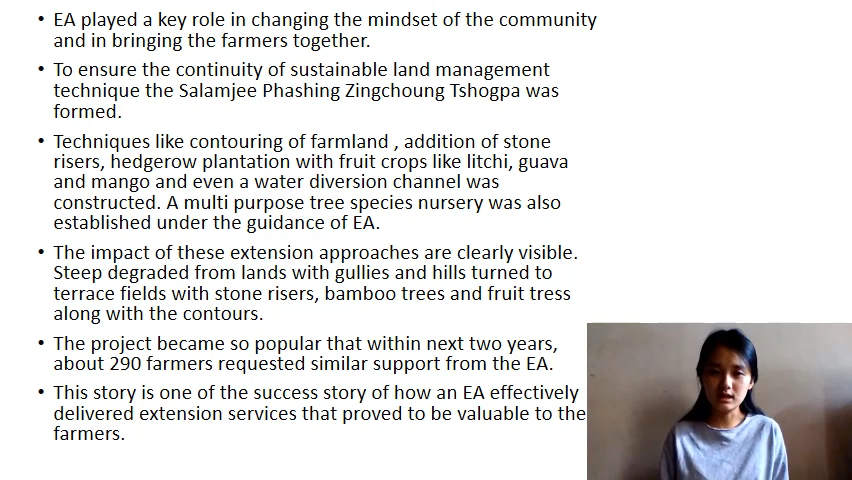 • EA played a key role in changing the mindset of the community
and in bringing the farmers together.
• To ensure the continuity of sustainable land management
technique the Salamjee Phashing Zingchoung Tshogpa was
formed.
• Techniques like contouring of farmland , addition of stone
risers, hedgerow plantation with fruit crops like litchi, guava
and mango and even a water diversion channel was
constructed. A multi purpose tree species nursery was also
established under the guidance of EA.
• The impact of these extension approaches are clearly visible.
Steep degraded from lands with gullies and hills turned to
terrace fields with stone risers, bamboo trees and fruit tress
along with the contours.
• The project became so popular that within next two years,
about 290 farmers requested similar support from the EA.
• This story is one of the success story of how an EA effectively
delivered extension services that proved to be valuable to the
farmers.